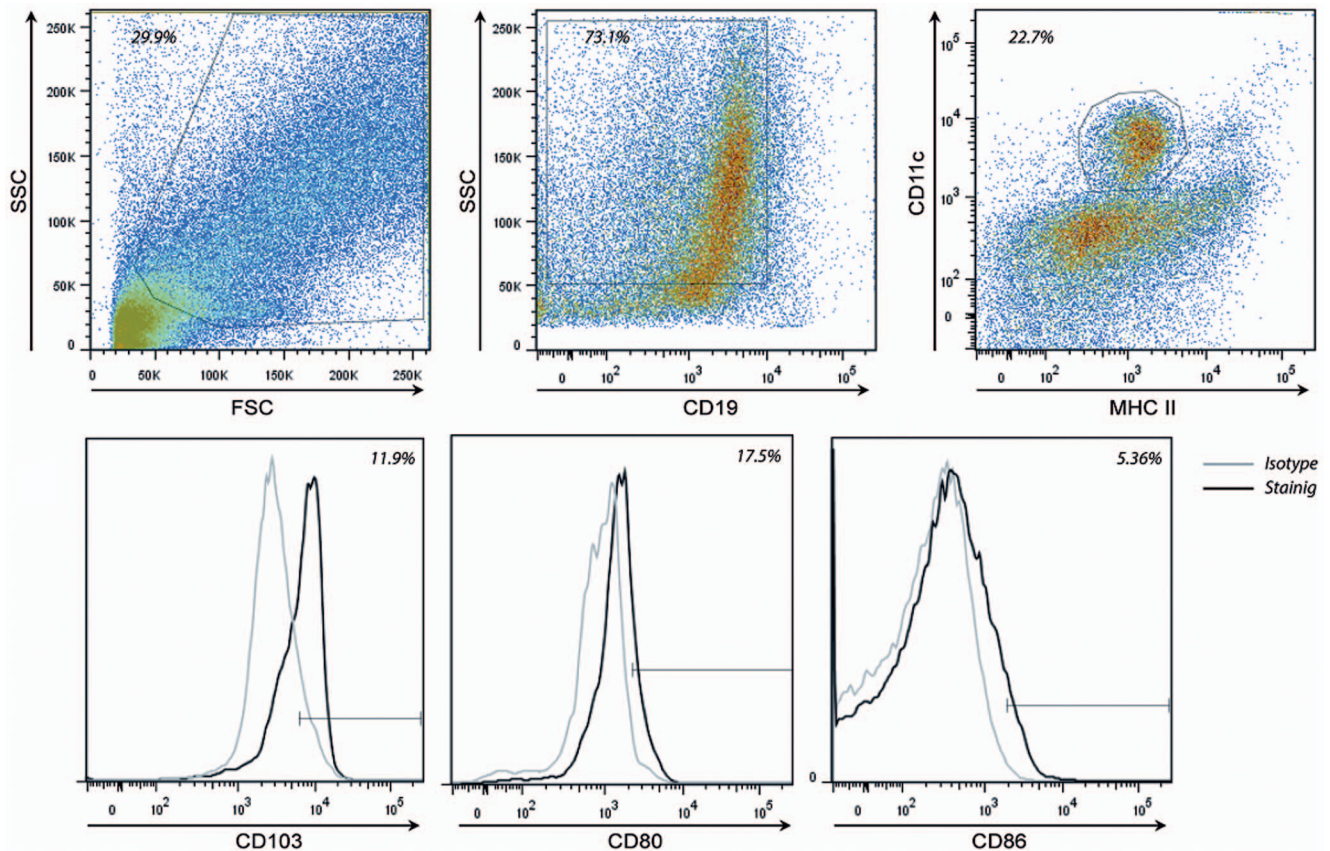 29.9%
250K
200K
150K
100K
50K
0
SSC
0 50K 100K 150K 200K 250K
FSC
73.1%
250K
200K
150K
100K
50K
0
SSC
0 10² 10³ 10⁴ 10⁵
CD19
22.7%
10⁵
10⁴
10³
10²
0
CD11c
0 10² 10³ 10⁴ 10⁵
MHC II
11.9%
0 10² 10³ 10⁴ 10⁵
CD103
17.5%
0 10² 10³ 10⁴ 10⁵
CD80
5.36%
0
0 10² 10³ 10⁴ 10⁵
CD86
Isotype
Stainig